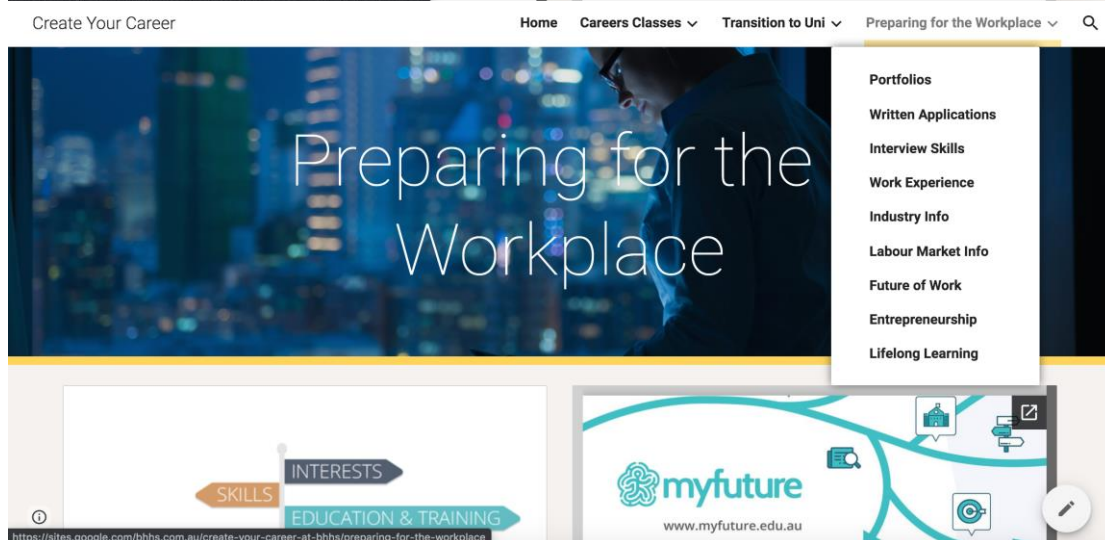 Create Your Career
Home Careers Classes Transition to Uni Preparing for the Workplace
Portfolios
Written Applications
Interview Skills
Work Experience
Industry Info
Labour Market Info
Future of Work
Entrepreneurship
Lifelong Learning
Preparing for the
Workplace
INTERESTS
SKILLS
EDUCATION & TRAINING
myfuture
www.myfuture.edu.au
https://sites.google.com/bhhs.com.au/create-your-career-at-bhhs/preparing-for-the-workplace